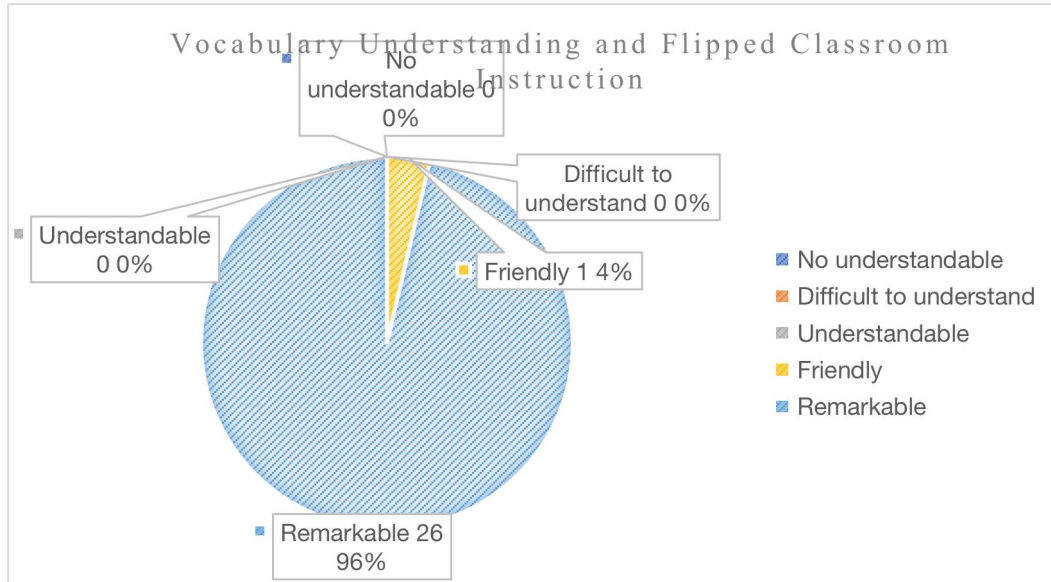 Vocabulary Understanding and Flipped Classroom
Instruction
No
understandable 0
0%
Difficult to
understand 0 0%
Understandable
0 0%
Friendly 1 4%
Remarkable 26
96%
No understandable
Difficult to understand
Understandable
Friendly
Remarkable